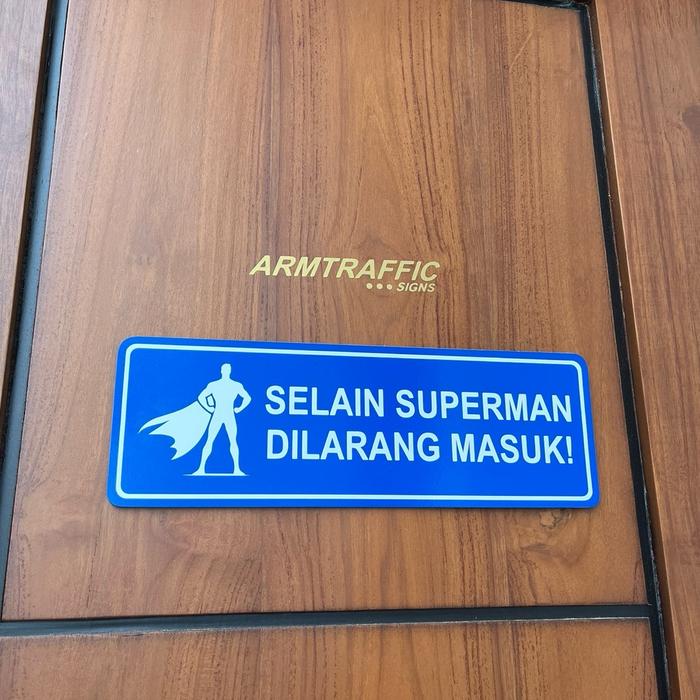 ARMTRAFFIC
SIGNS
SELAIN SUPERMAN
DILARANG MASUK!